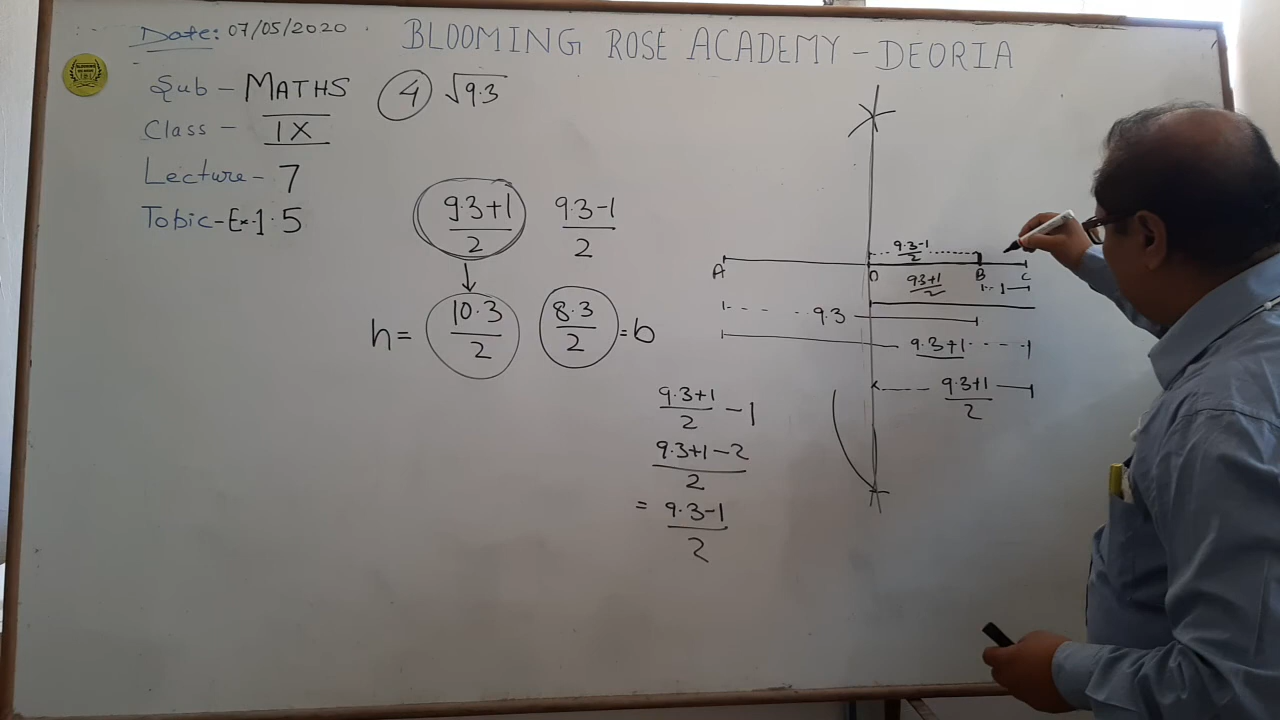 Date: 07/05/2020
BLOOMING ROSE ACADEMY - DEORIA
Sub - MATHS
Class - IX
Lecture - 7
Tobic - Ex-1.5
4 √9.3
9.3+1/2 9.3-1/2
h = 10.3/2 8.3/2 = b
9.3+1/2 - 1
9.3+1-2/2
= 9.3-1/2
9.3-1/2
A O B C
9.3+1/2
1
9.3
9.3+1
9.3+1/2